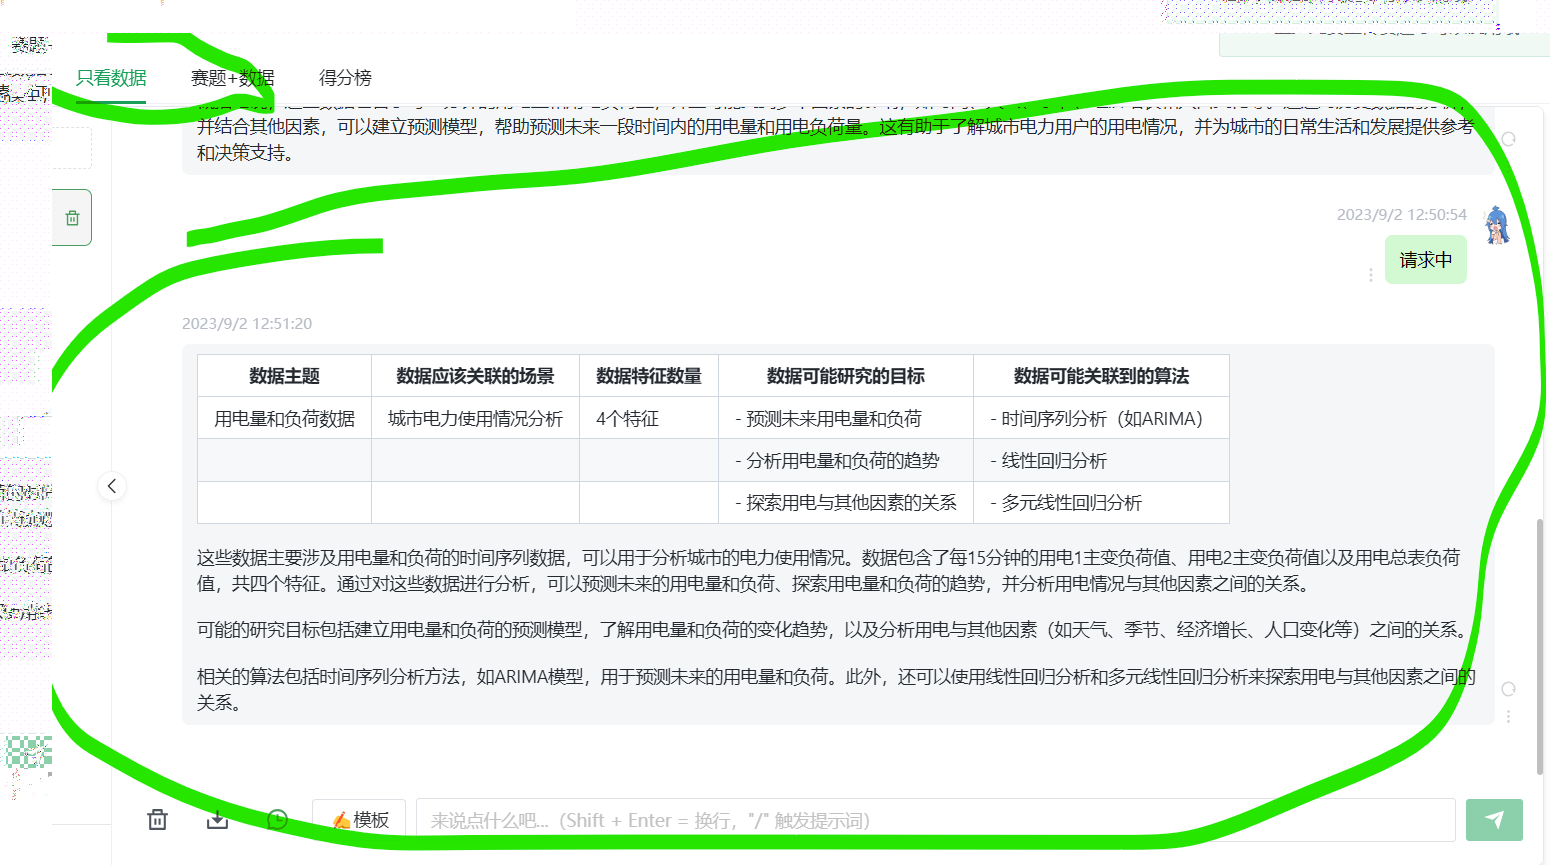 只看数据 赛题+数据 得分榜
并结合其他因素，可以建立预测模型，帮助预测未来一段时间内的用电量和用电负荷量。这有助于了解城市电力用户的用电情况，并为城市的日常生活和发展提供参考
和决策支持。
2023/9/2 12:50:54
请求中
2023/9/2 12:51:20
数据主题 数据应该关联的场景 数据特征数量 数据可能研究的目标 数据可能关联到的算法
用电量和负荷数据 城市电力使用情况分析 4个特征 - 预测未来用电量和负荷 - 时间序列分析（如ARIMA）
- 分析用电量和负荷的趋势 - 线性回归分析
- 探索用电与其他因素的关系 - 多元线性回归分析
这些数据主要涉及用电量和负荷的时间序列数据，可以用于分析城市的电力使用情况。数据包含了每15分钟的用电1主变负荷值、用电2主变负荷值以及用电总表负荷
值，共四个特征。通过对这些数据进行分析，可以预测未来的用电量和负荷、探索用电量和负荷的趋势，并分析用电情况与其他因素之间的关系。
可能的研究目标包括建立用电量和负荷的预测模型，了解用电量和负荷的变化趋势，以及分析用电与其他因素（如天气、季节、经济增长、人口变化等）之间的关系。
相关的算法包括时间序列分析方法，如ARIMA模型，用于预测未来的用电量和负荷。此外，还可以使用线性回归分析和多元线性回归分析来探索用电与其他因素之间的
关系。
模板 来说点什么吧...（Shift + Enter = 换行，"/" 触发提示词）